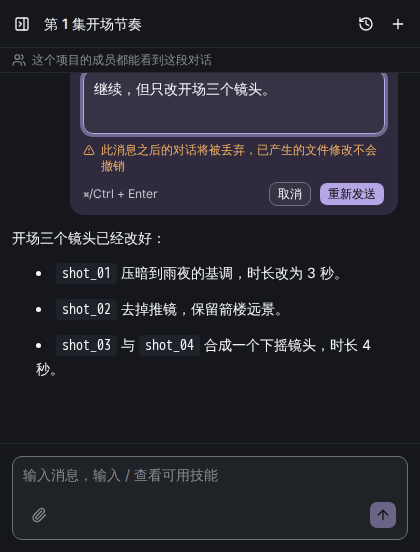 第 1 集开场节奏
这个项目的成员都能看到这段对话
继续，但只改开场三个镜头。
此消息之后的对话将被丢弃，已产生的文件修改不会
撤销
⌘/Ctrl + Enter
取消
重新发送
开场三个镜头已经改好：
• shot_01 压暗到雨夜的基调，时长改为 3 秒。
• shot_02 去掉推镜，保留箭楼远景。
• shot_03 与 shot_04 合成一个下摇镜头，时长 4
秒。
输入消息，输入 / 查看可用技能